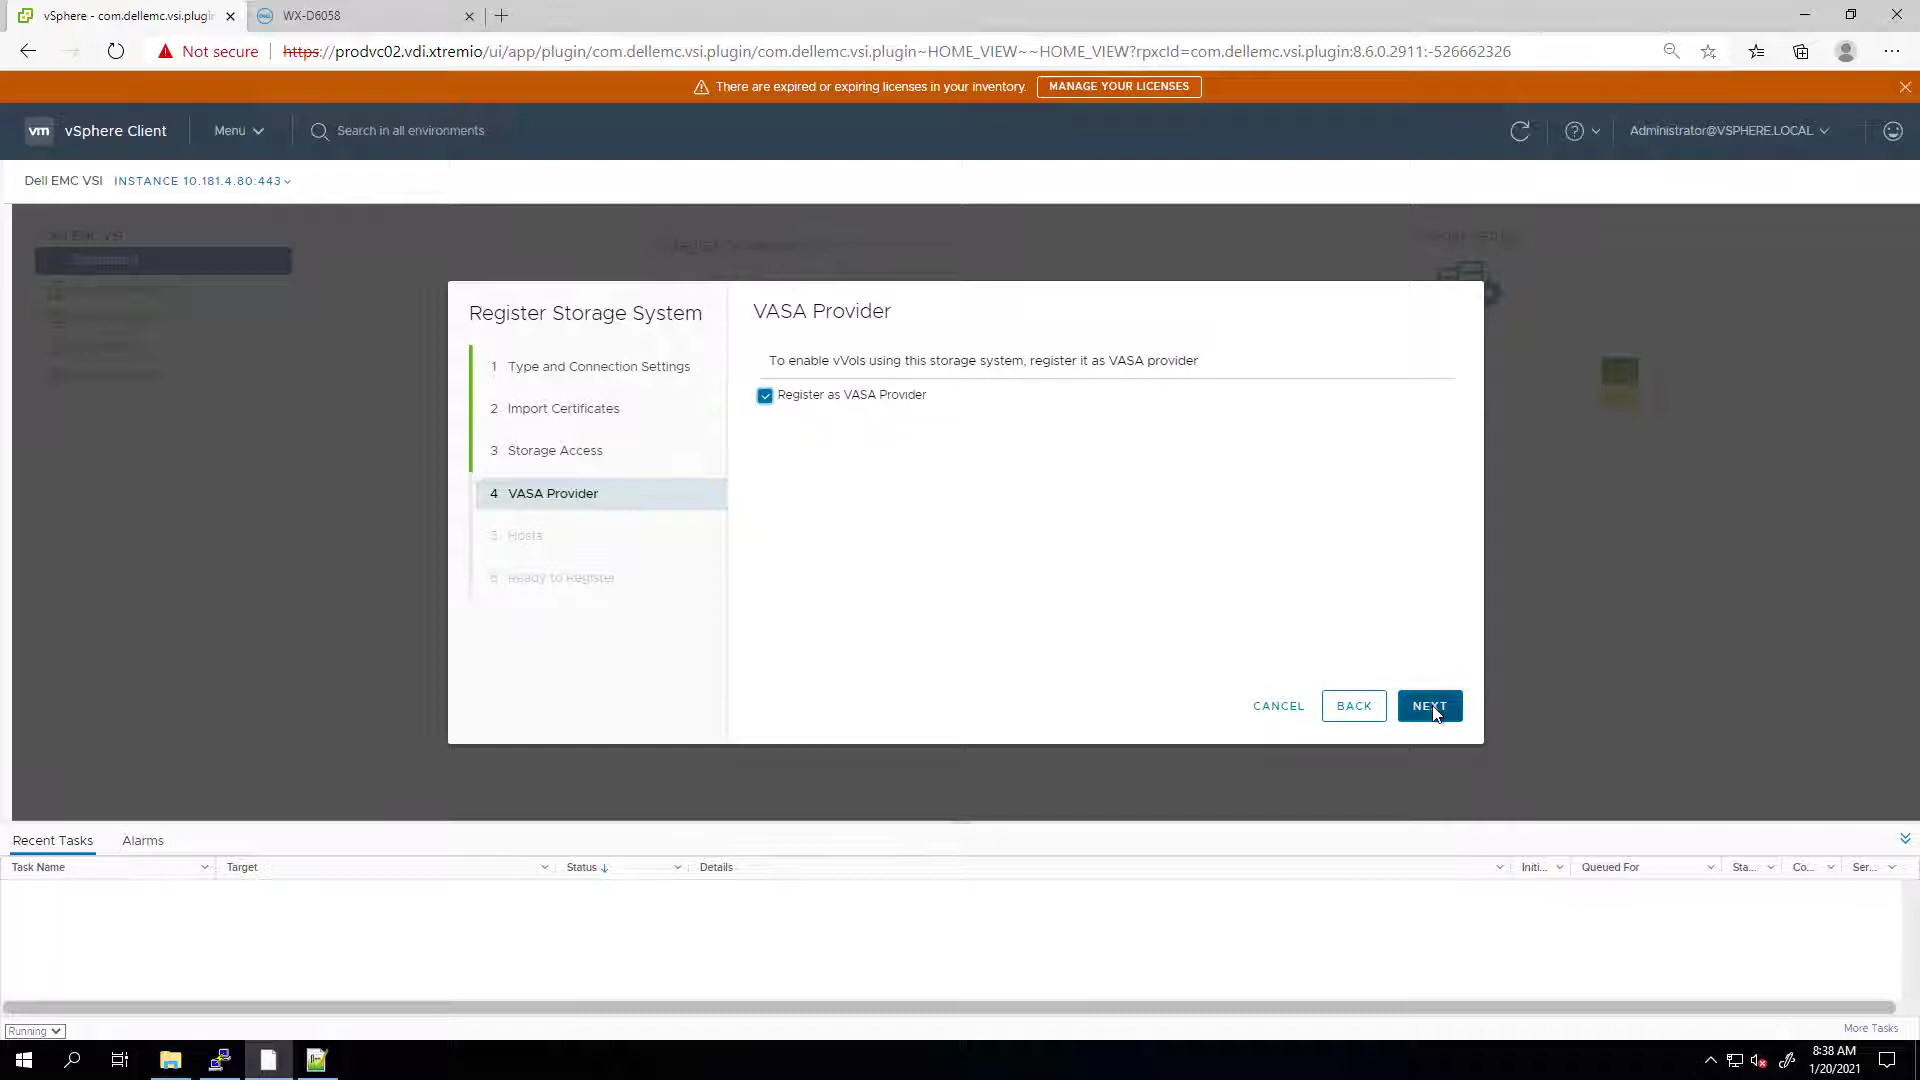 vSphere - com.dellemc.vsi.plugin
WX-D6058
Not secure
https://prodvc02.vdi.xtremio/ui/app/plugin/com.dellemc.vsi.plugin/com.dellemc.vsi.plugin~HOME_VIEW~~HOME_VIEW?rpxcId=com.dellemc.vsi.plugin:8.6.0.2911:-526662326
There are expired or expiring licenses in your inventory.
MANAGE YOUR LICENSES
vm
vSphere Client
Menu
Search in all environments
Administrator@VSPHERE.LOCAL
Dell EMC VSI
INSTANCE 10.181.4.80:443
Register Storage System
1 Type and Connection Settings
2 Import Certificates
3 Storage Access
4 VASA Provider
5 Hosts
6 Ready to Register
VASA Provider
To enable vVols using this storage system, register it as VASA provider
Register as VASA Provider
CANCEL
BACK
NEXT
Recent Tasks
Alarms
Task Name
Target
Status
Details
Initi...
Queued For
Sta...
Co...
Ser...
Running
More Tasks
8:38 AM
1/20/2021